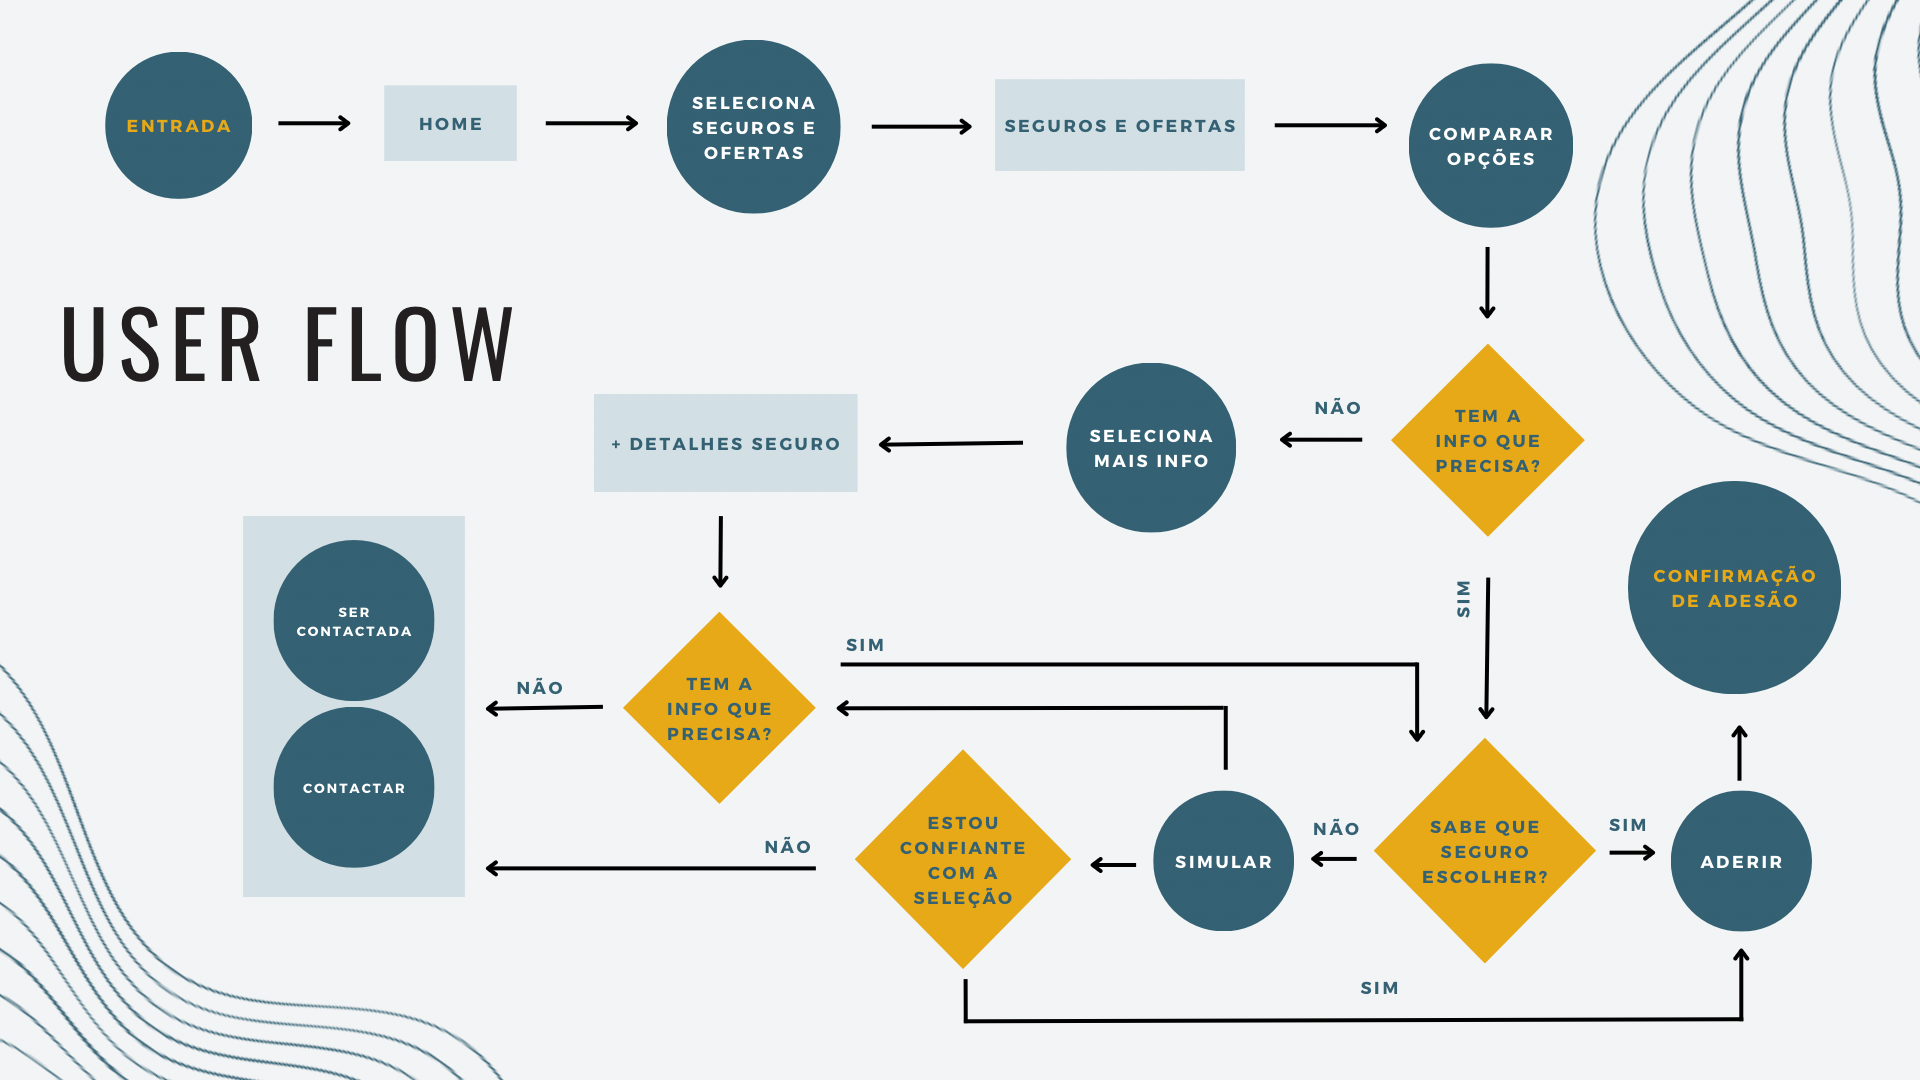 ENTRADA
HOME
SELECIONA
SEGUROS E
OFERTAS
SEGUROS E OFERTAS
COMPARAR
OPÇÕES
USER FLOW
TEM A
INFO QUE
PRECISA?
NÃO
SELECIONA
MAIS INFO
+ DETALHES SEGURO
SIM
CONFIRMAÇÃO
DE ADESÃO
SER
CONTACTADA
CONTACTAR
NÃO
TEM A
INFO QUE
PRECISA?
SIM
NÃO
ESTOU
CONFIANTE
COM A
SELEÇÃO
SIMULAR
NÃO
SABE QUE
SEGURO
ESCOLHER?
SIM
ADERIR
SIM